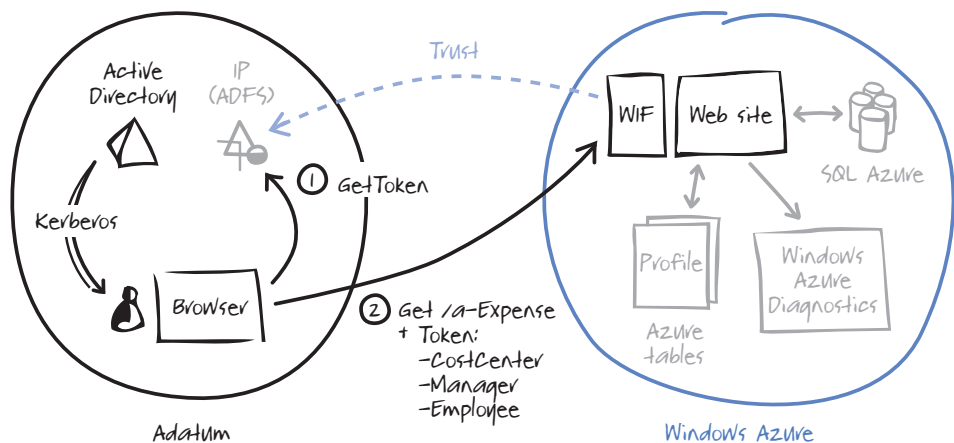 Trust
Active
Directory
IP
(ADFS)
WIF
Web site
SQL Azure
1 GetToken
Kerberos
Browser
Profile
Azure
tables
Windows
Azure
Diagnostics
2 Get /a-Expense
+ Token:
-CostCenter
-Manager
-Employee
Adatum
Windows Azure